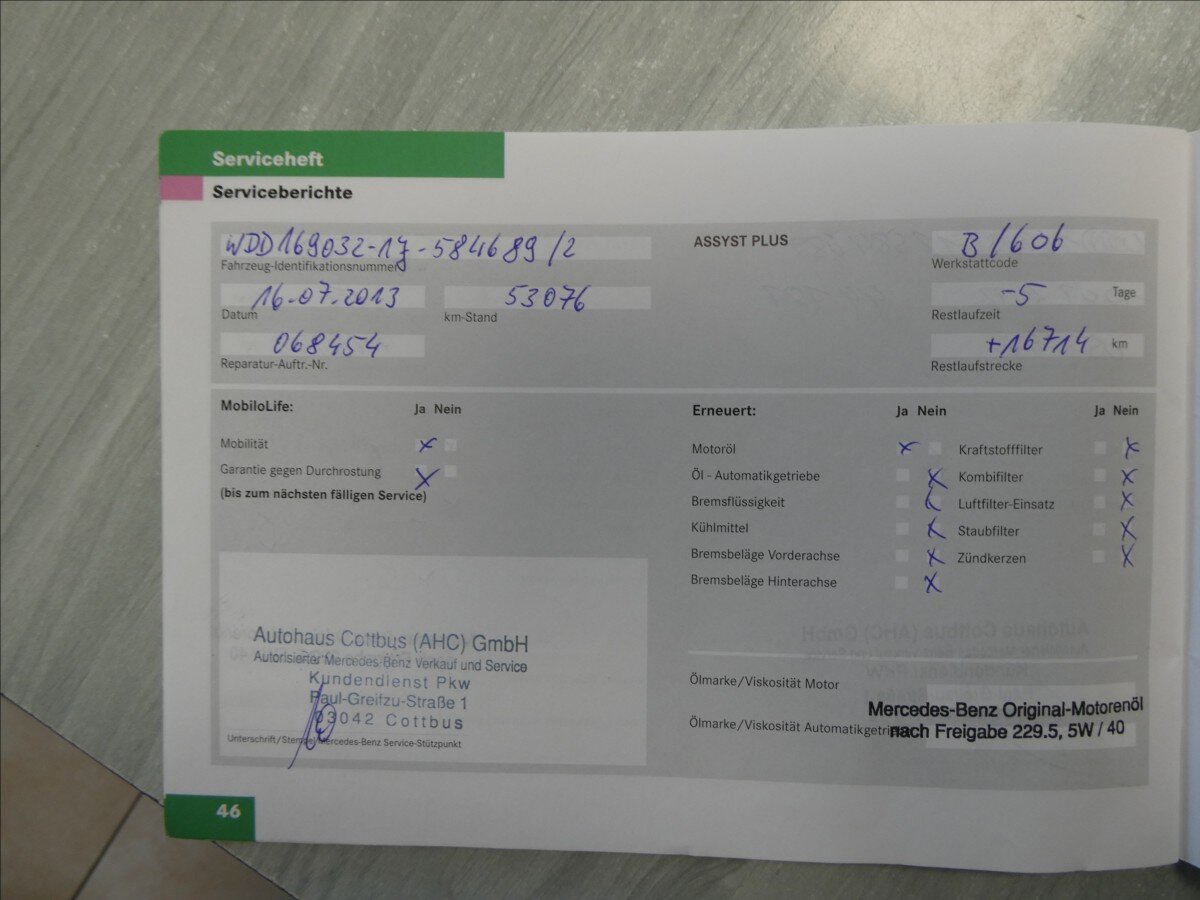 Serviceheft
Serviceberichte
WDD169032-1J-584689/2
Fahrzeug-Identifikationsnummer
ASSYST PLUS
B/606
Werkstattcode
16.07.2013
Datum
53076
km-Stand
-5 Tage
Restlaufzeit
068454
Reparatur-Auftr.-Nr.
+16714 km
Restlaufstrecke
MobiloLife: Ja Nein
Mobilität x
Garantie gegen Durchrostung x
(bis zum nächsten fälligen Service)
Erneuert: Ja Nein Ja Nein
Motoröl x Kraftstofffilter x
Öl - Automatikgetriebe x Kombifilter x
Bremsflüssigkeit x Luftfilter-Einsatz x
Kühlmittel x Staubfilter x
Bremsbeläge Vorderachse x Zündkerzen x
Bremsbeläge Hinterachse x
Autohaus Cottbus (AHC) GmbH
Autorisierter Mercedes-Benz Verkauf und Service
Kundendienst Pkw
Paul-Greifzu-Straße 1
03042 Cottbus
Unterschrift/Stempel Mercedes-Benz Service-Stützpunkt
Ölmarke/Viskosität Motor
Ölmarke/Viskosität Automatikgetriebe
Mercedes-Benz Original-Motorenöl
nach Freigabe 229.5, 5W / 40
46